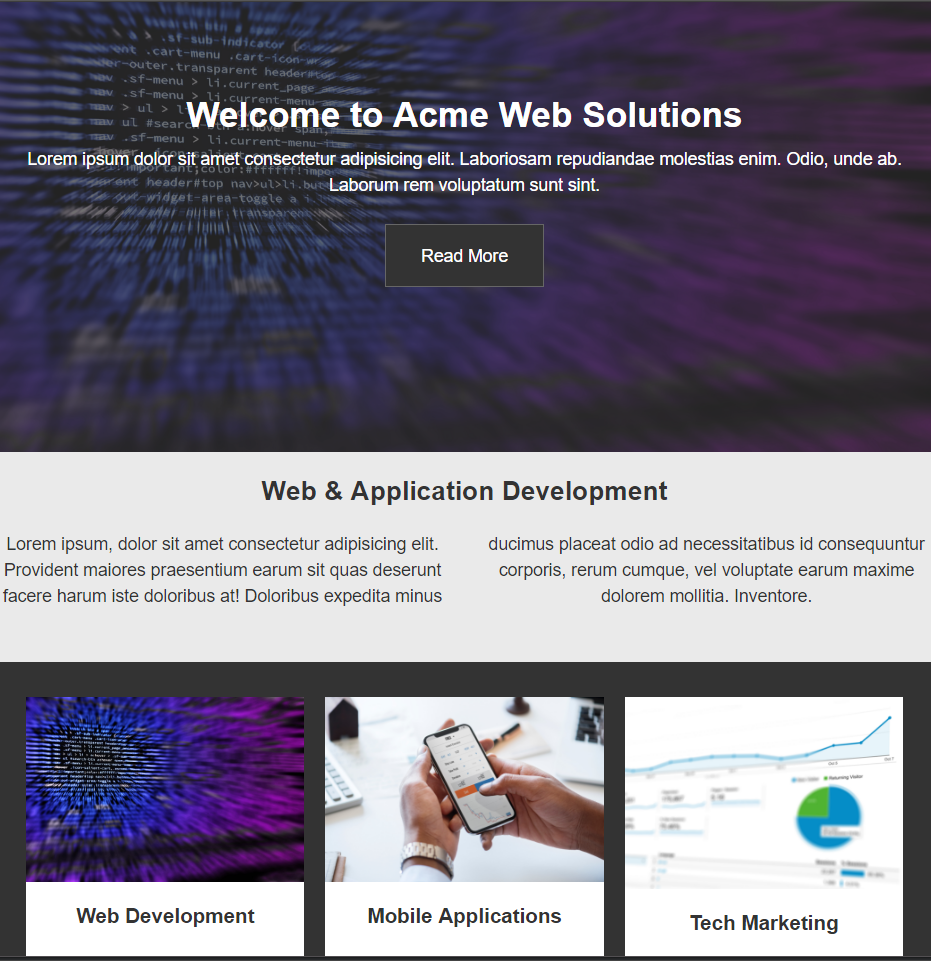 Welcome to Acme Web Solutions
Lorem ipsum dolor sit amet consectetur adipisicing elit. Laboriosam repudiandae molestias enim. Odio, unde ab.
Laborum rem voluptatum sunt sint.
Read More
Web & Application Development
Lorem ipsum, dolor sit amet consectetur adipisicing elit.
Provident maiores praesentium earum sit quas deserunt
facere harum iste doloribus at! Doloribus expedita minus
ducimus placeat odio ad necessitatibus id consequuntur
corporis, rerum cumque, vel voluptate earum maxime
dolorem mollitia. Inventore.
Returning Visitor
Web Development
Mobile Applications
Tech Marketing